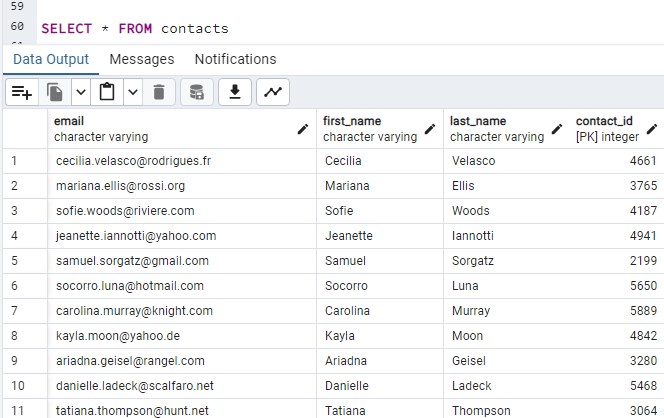 59
60 SELECT * FROM contacts
Data Output Messages Notifications
email first_name last_name contact_id
character varying character varying character varying [PK] integer
1 cecilia.velasco@rodrigues.fr Cecilia Velasco 4661
2 mariana.ellis@rossi.org Mariana Ellis 3765
3 sofie.woods@riviere.com Sofie Woods 4187
4 jeanette.iannotti@yahoo.com Jeanette Iannotti 4941
5 samuel.sorgatz@gmail.com Samuel Sorgatz 2199
6 socorro.luna@hotmail.com Socorro Luna 5650
7 carolina.murray@knight.com Carolina Murray 5889
8 kayla.moon@yahoo.de Kayla Moon 4842
9 ariadna.geisel@rangel.com Ariadna Geisel 3280
10 danielle.ladeck@scalfaro.net Danielle Ladeck 5468
11 tatiana.thompson@hunt.net Tatiana Thompson 3064